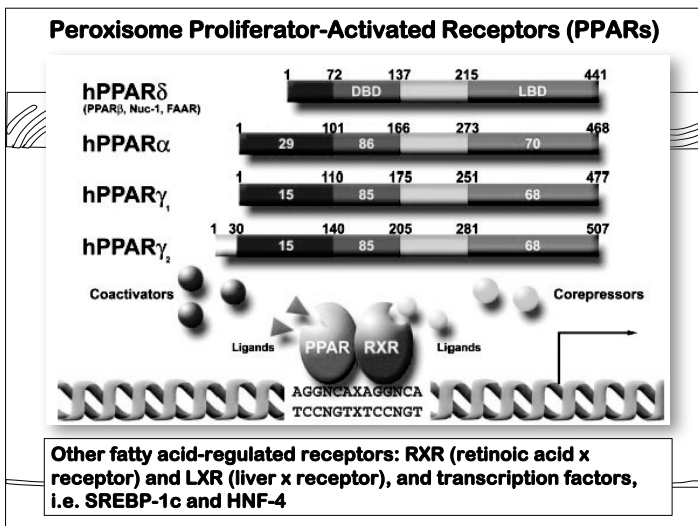 Peroxisome Proliferator-Activated Receptors (PPARs)
1 72 137 215 441
hPPARδ DBD LBD
(PPARβ, Nuc-1, FAAR)
1 101 166 273 468
hPPARα 29 86 70
1 110 175 251 477
hPPARγ₁ 15 85 68
1 30 140 205 281 507
hPPARγ₂ 15 85 68
Coactivators Corepressors
Ligands PPAR RXR Ligands
AGGNCAXAGGNCA
TCCNGTXTCCNGT
Other fatty acid-regulated receptors: RXR (retinoic acid x
receptor) and LXR (liver x receptor), and transcription factors,
i.e. SREBP-1c and HNF-4